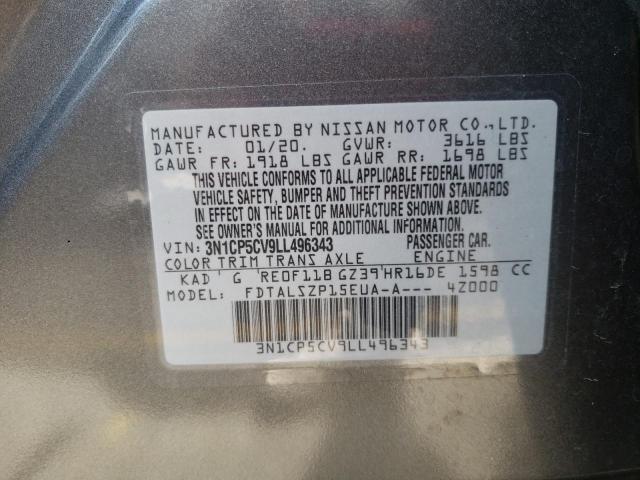 MANUFACTURED BY NISSAN MOTOR CO.,LTD.
DATE: 01/20. GVWR: 3616 LBS
GAWR FR: 1918 LBS GAWR RR: 1698 LBS
THIS VEHICLE CONFORMS TO ALL APPLICABLE FEDERAL MOTOR
VEHICLE SAFETY, BUMPER AND THEFT PREVENTION STANDARDS
IN EFFECT ON THE DATE OF MANUFACTURE SHOWN ABOVE.
SEE OWNER'S MANUAL FOR ADDITIONAL INFORMATION.
VIN: 3N1CP5CV9LL496343 PASSENGER CAR.
COLOR TRIM TRANS AXLE ENGINE
KAD G RE0F11B GZ39 HR16DE 1598 CC
MODEL: FDTALSZP15EUA-A--- 4Z000
3N1CP5CV9LL496343